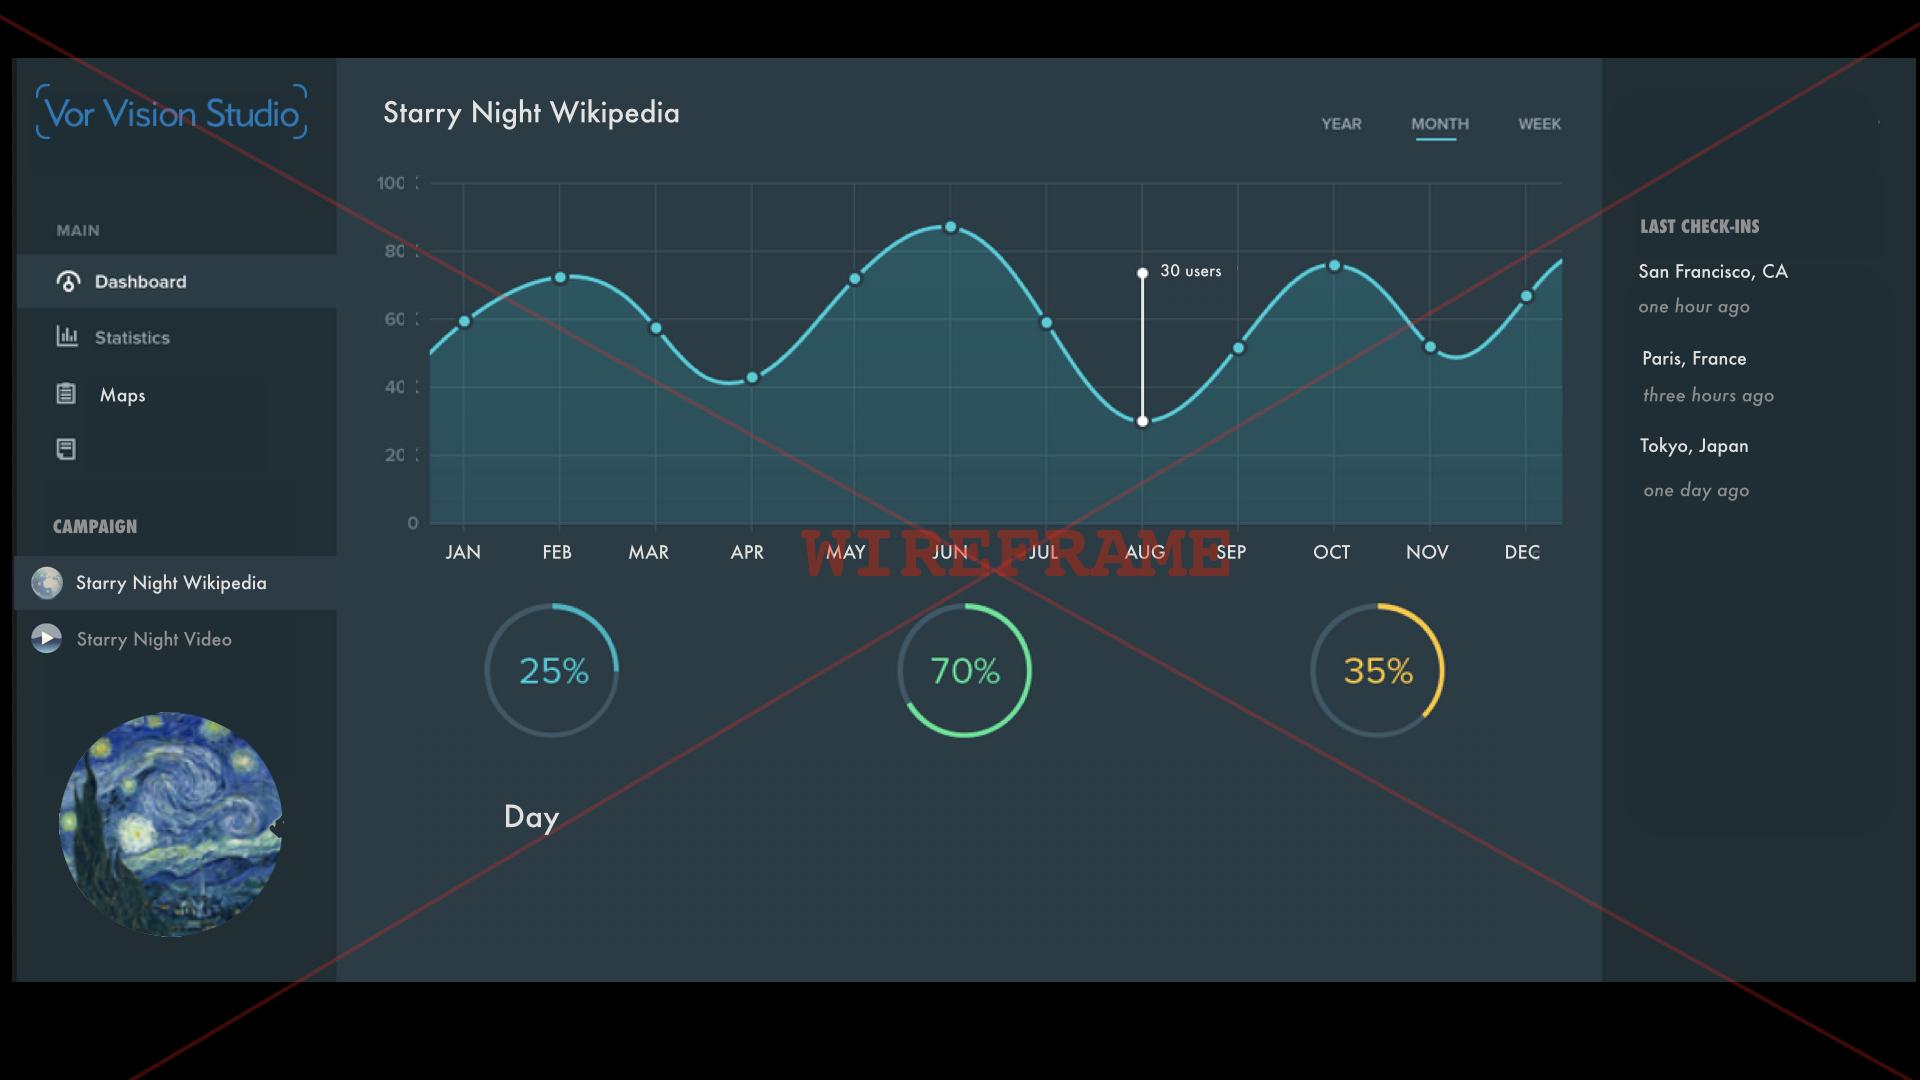 Vor Vision Studio
MAIN
Dashboard
Statistics
Maps
CAMPAIGN
Starry Night Wikipedia
Starry Night Video
Starry Night Wikipedia
YEAR MONTH WEEK
100
80
60
40
20
0
30 users
JAN FEB MAR APR MAY JUN JUL AUG SEP OCT NOV DEC
WIREFRAME
25% 70% 35%
Day
LAST CHECK-INS
San Francisco, CA
one hour ago
Paris, France
three hours ago
Tokyo, Japan
one day ago